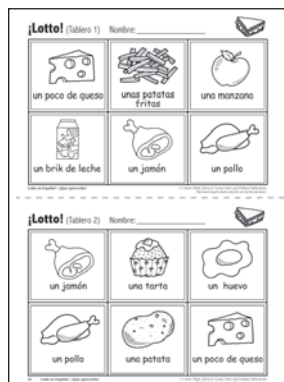 ¡Lotto! (Tablero 1) Nombre:
un poco de queso
unas patatas
fritas
una manzana
un brik de leche
un jamón
un pollo
¡Lotto! (Tablero 2) Nombre:
un jamón
una tarta
un huevo
un pollo
una patata
un poco de queso